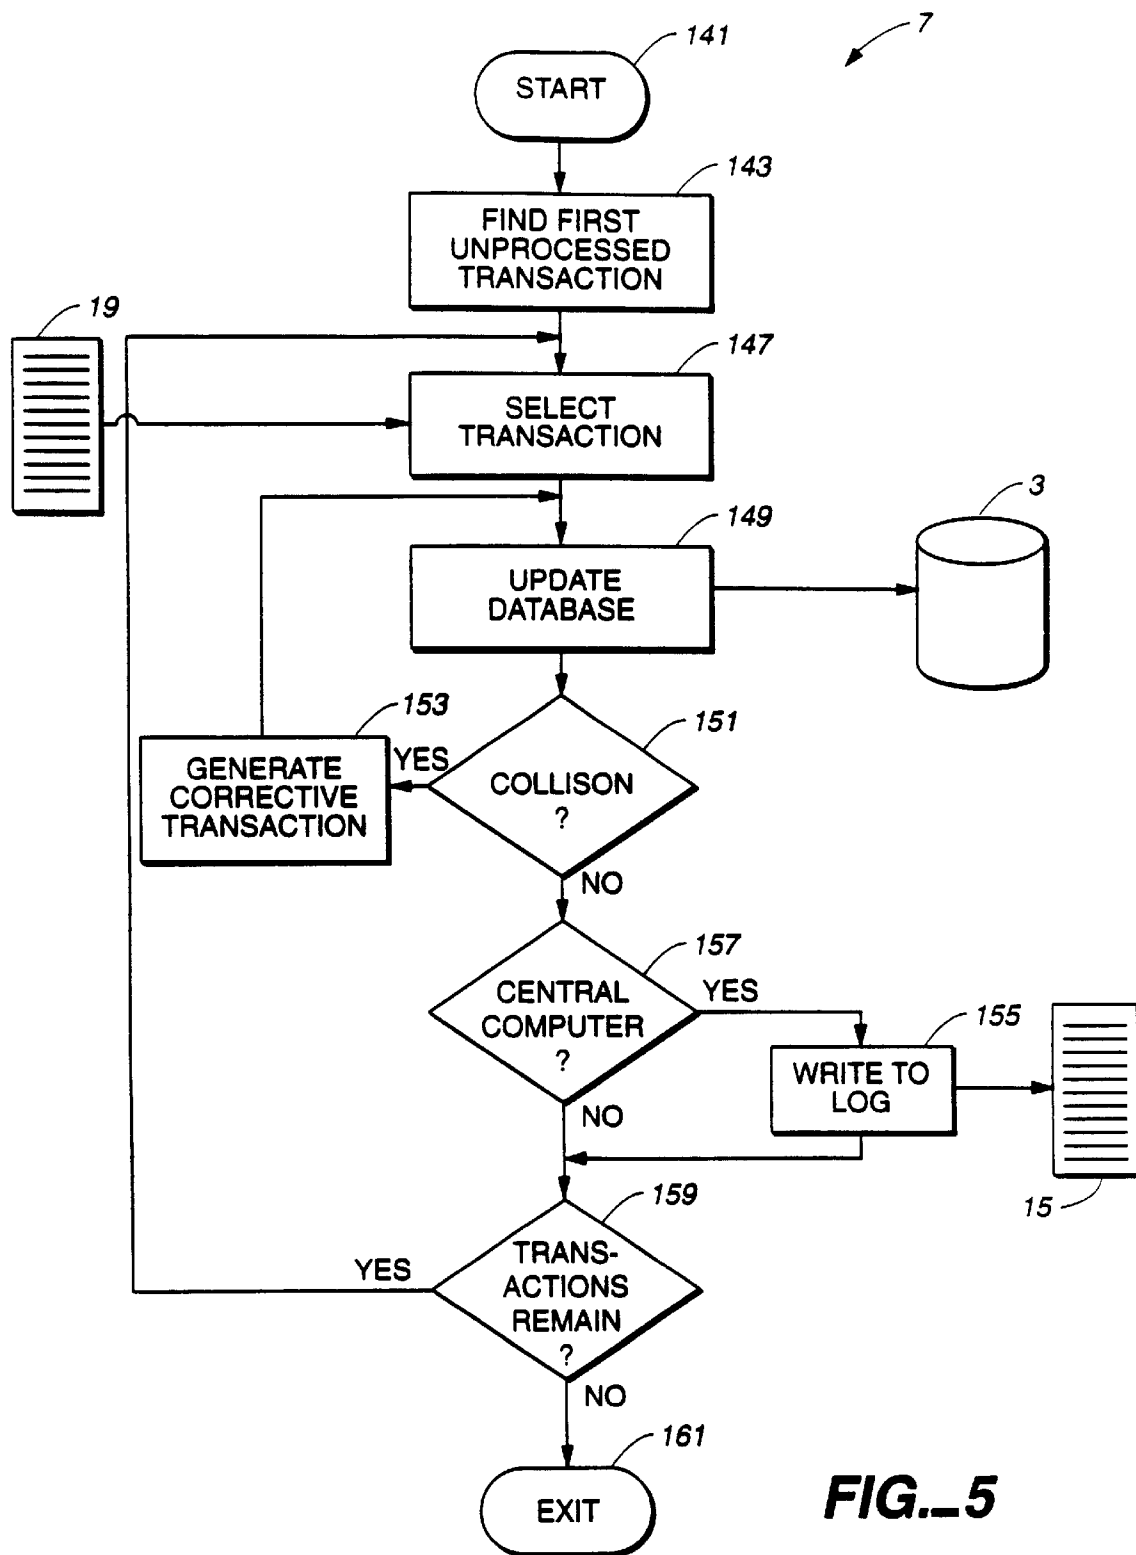 7
141
START
143
FIND FIRST
UNPROCESSED
TRANSACTION
19
147
SELECT
TRANSACTION
3
149
UPDATE
DATABASE
153
151
YES
GENERATE
CORRECTIVE
TRANSACTION
COLLISON
?
NO
157
CENTRAL
COMPUTER
?
YES
155
WRITE TO
LOG
NO
15
159
YES
TRANS-
ACTIONS
REMAIN
?
NO
161
EXIT
FIG._5